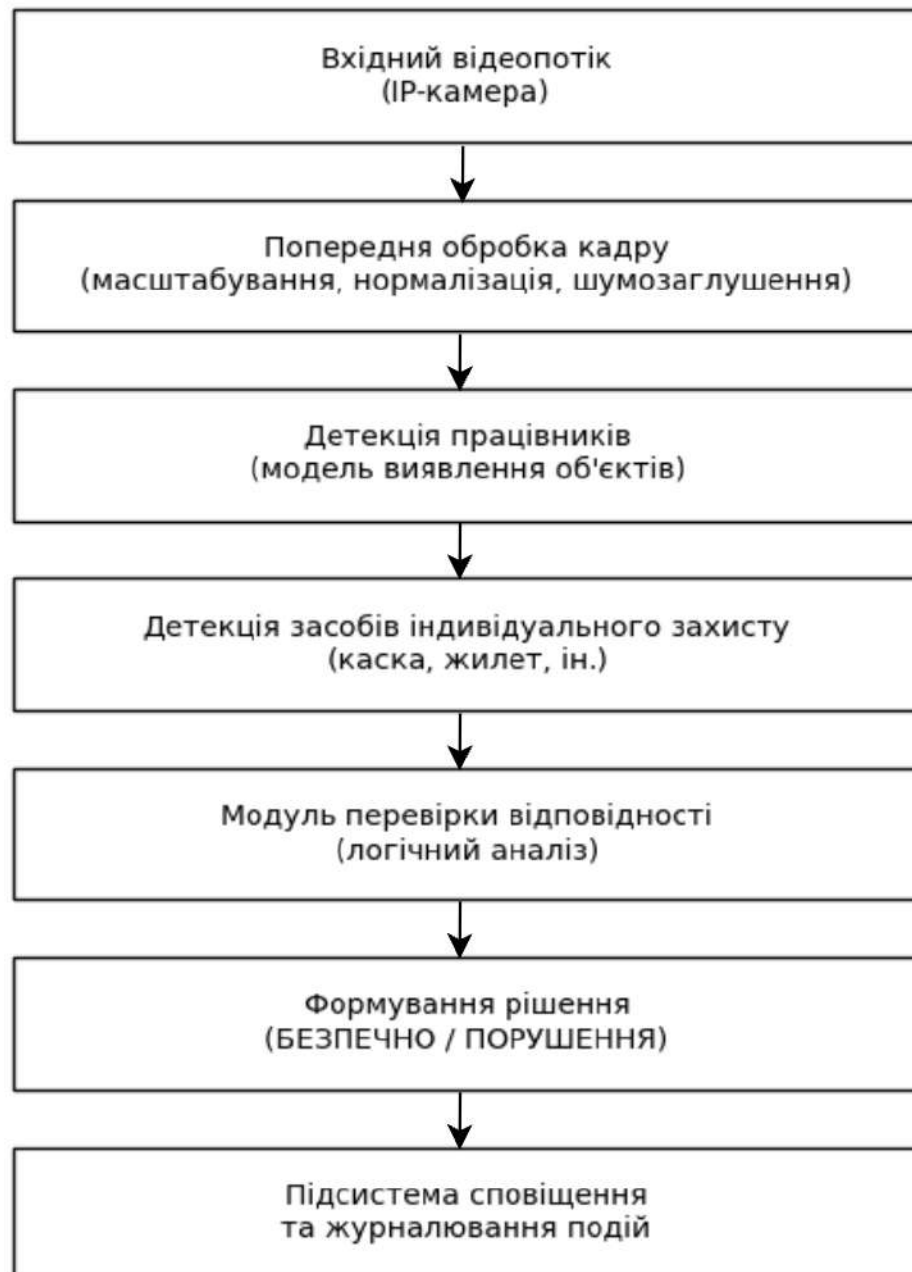 Вхідний відеопотік
(IP-камера)
Попередня обробка кадру
(масштабування, нормалізація, шумозаглушення)
Детекція працівників
(модель виявлення об'єктів)
Детекція засобів індивідуального захисту
(каска, жилет, ін.)
Модуль перевірки відповідності
(логічний аналіз)
Формування рішення
(БЕЗПЕЧНО / ПОРУШЕННЯ)
Підсистема сповіщення
та журналювання подій